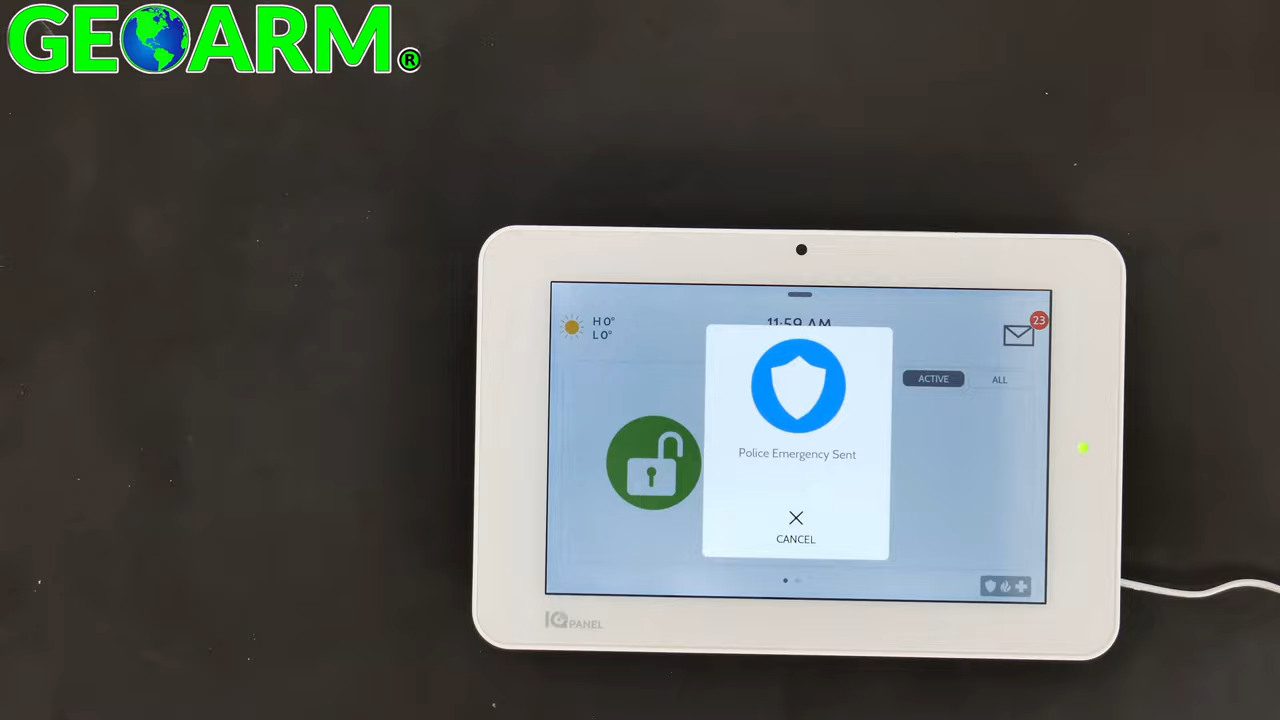 GEOARM®
H 0°
L 0°
11:59 AM
23
ACTIVE
ALL
Police Emergency Sent
CANCEL
IQ PANEL